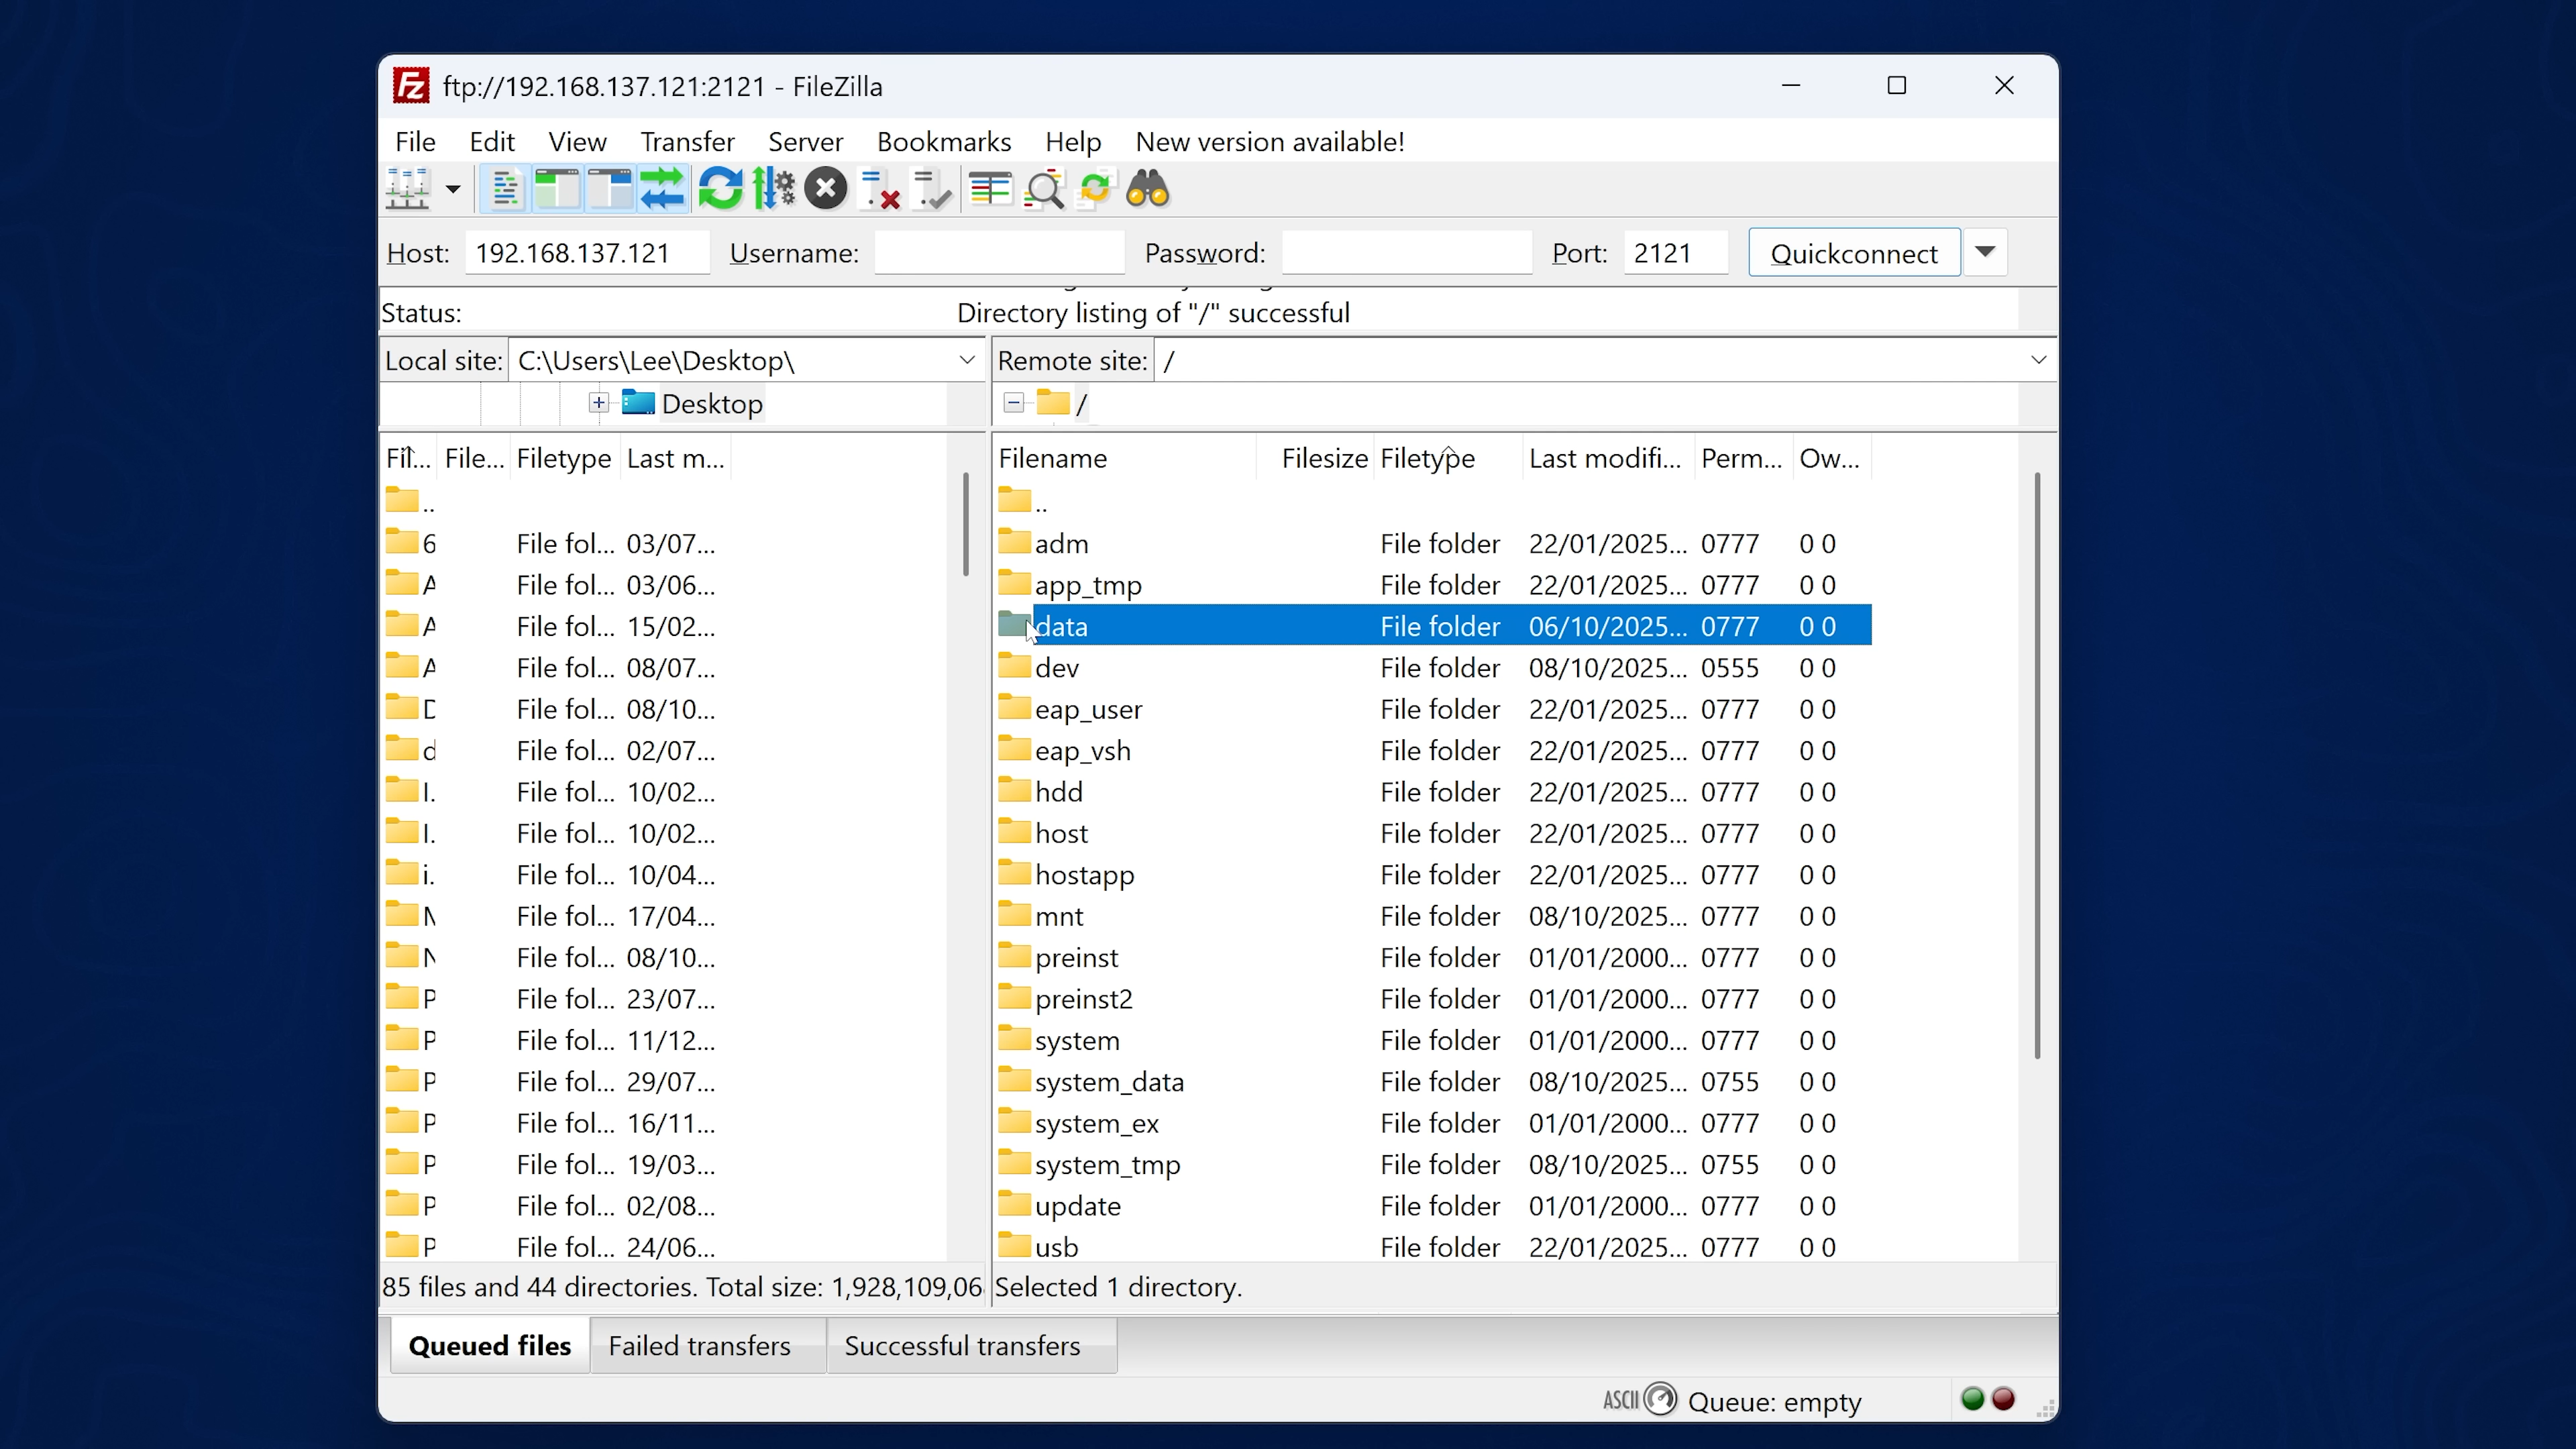 ftp://192.168.137.121:2121 - FileZilla
File Edit View Transfer Server Bookmarks Help New version available!
Host: 192.168.137.121 Username: Password: Port: 2121 Quickconnect
Status: Directory listing of "/" successful
Local site: C:\Users\Lee\Desktop\ Remote site: /
Desktop /
Fil... File... Filetype Last m... Filename Filesize Filetype Last modifi... Perm... Ow...
.. ..
6 File fol... 03/07... adm File folder 22/01/2025... 0777 0 0
A File fol... 03/06... app_tmp File folder 22/01/2025... 0777 0 0
A File fol... 15/02... data File folder 06/10/2025... 0777 0 0
A File fol... 08/07... dev File folder 08/10/2025... 0555 0 0
File fol... 08/10... eap_user File folder 22/01/2025... 0777 0 0
d File fol... 02/07... eap_vsh File folder 22/01/2025... 0777 0 0
I. File fol... 10/02... hdd File folder 22/01/2025... 0777 0 0
I. File fol... 10/02... host File folder 22/01/2025... 0777 0 0
i. File fol... 10/04... hostapp File folder 22/01/2025... 0777 0 0
File fol... 17/04... mnt File folder 08/10/2025... 0777 0 0
N File fol... 08/10... preinst File folder 01/01/2000... 0777 0 0
P File fol... 23/07... preinst2 File folder 01/01/2000... 0777 0 0
P File fol... 11/12... system File folder 01/01/2000... 0777 0 0
P File fol... 29/07... system_data File folder 08/10/2025... 0755 0 0
P File fol... 16/11... system_ex File folder 01/01/2000... 0777 0 0
P File fol... 19/03... system_tmp File folder 08/10/2025... 0755 0 0
P File fol... 02/08... update File folder 01/01/2000... 0777 0 0
P File fol... 24/06... usb File folder 22/01/2025... 0777 0 0
85 files and 44 directories. Total size: 1,928,109,06 Selected 1 directory.
Queued files Failed transfers Successful transfers
ASCII Queue: empty